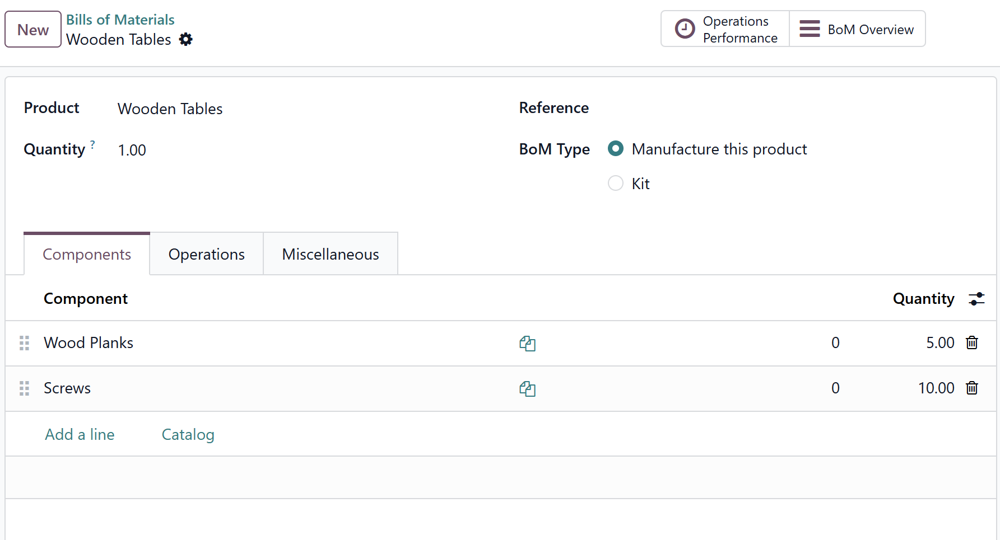 New
Bills of Materials
Wooden Tables
Operations
Performance
BoM Overview
Product Wooden Tables
Reference
Quantity ? 1.00
BoM Type Manufacture this product
Kit
Components Operations Miscellaneous
Component Quantity
Wood Planks 0 5.00
Screws 0 10.00
Add a line Catalog